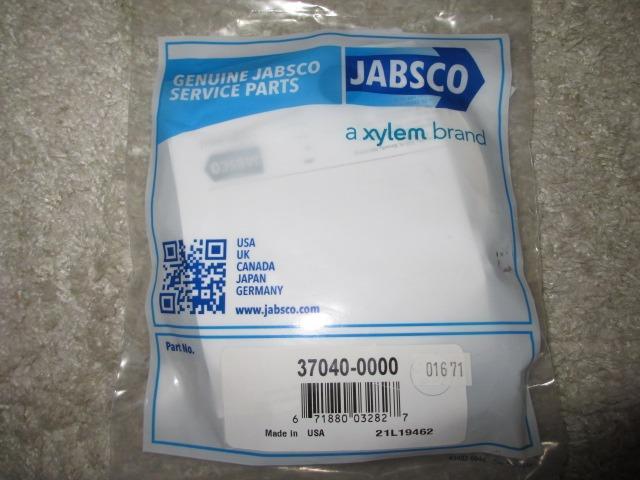 GENUINE JABSCO
SERVICE PARTS
JABSCO
a xylem brand
JABSCO
USA
UK
CANADA
JAPAN
GERMANY
www.jabsco.com
Part No.
37040-0000
01671
6 71880 03282 7
Made in USA
21L19462